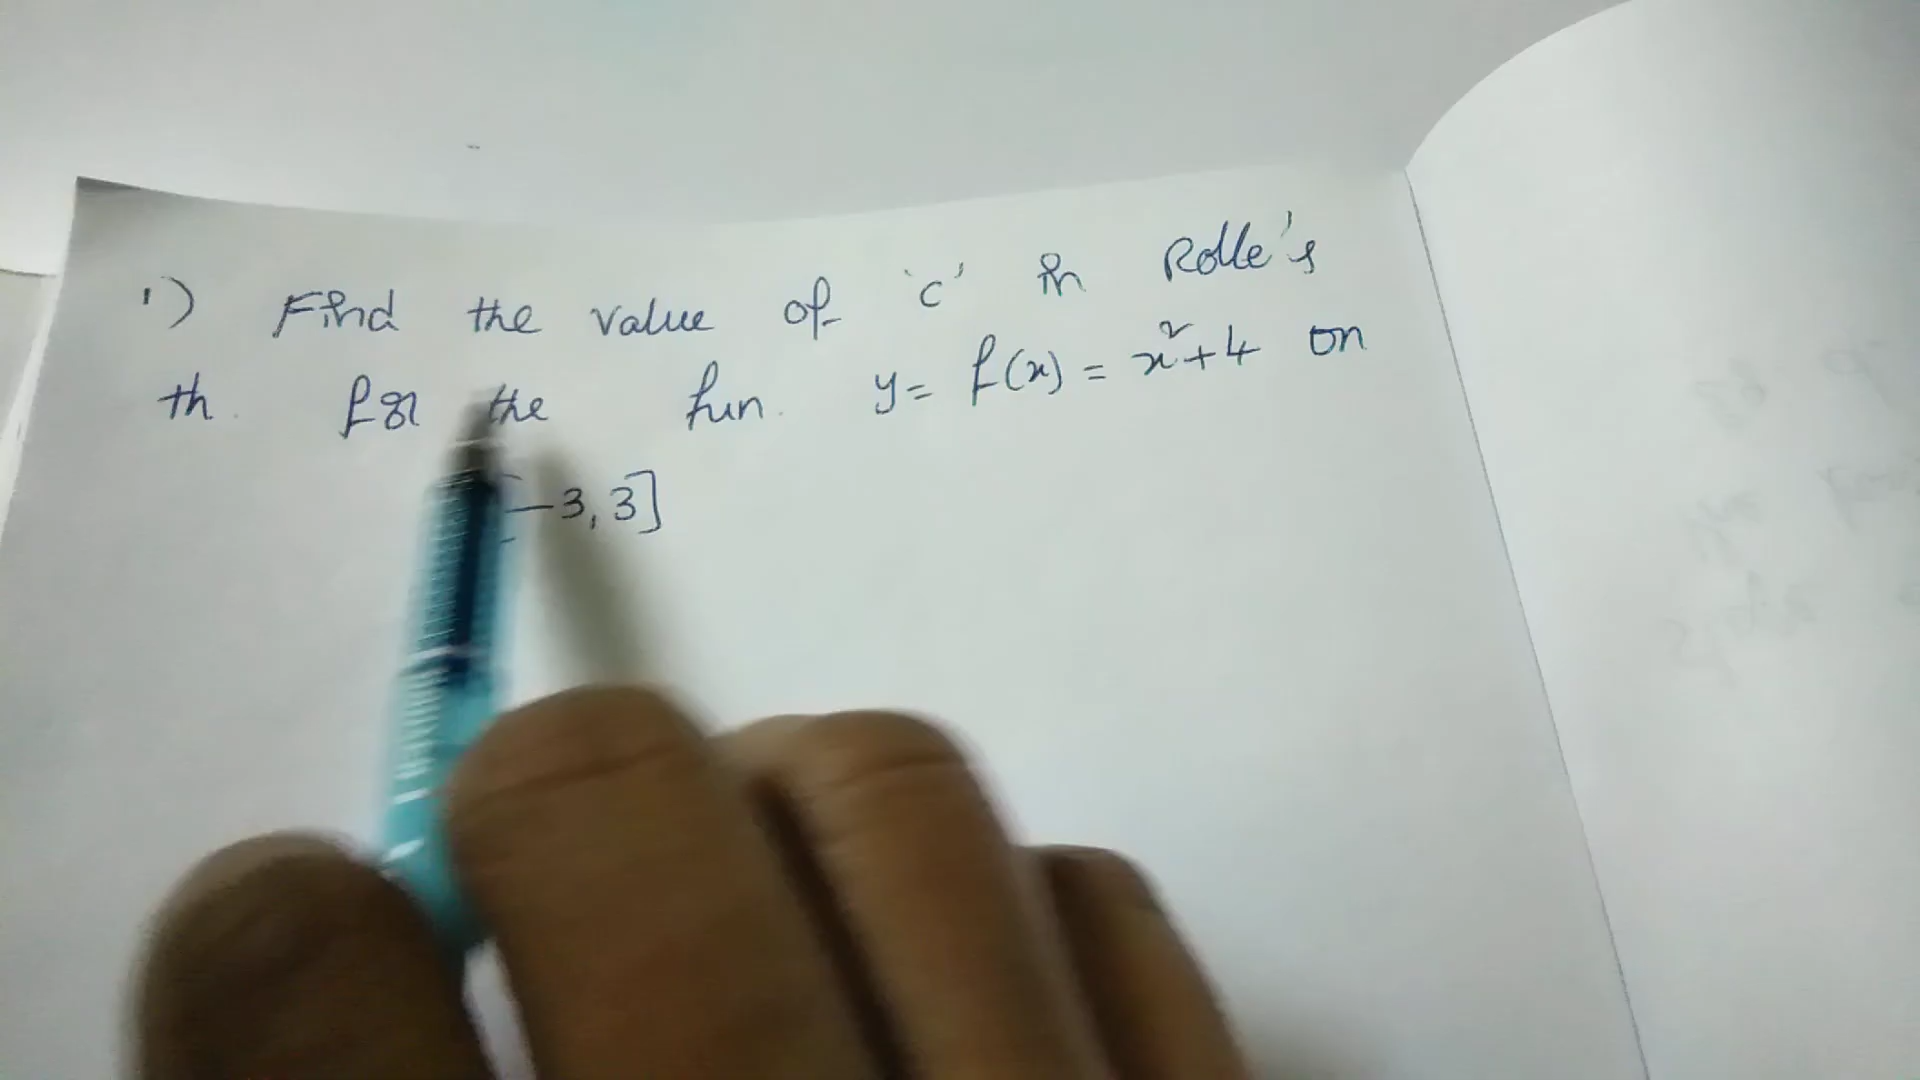 1) Find the value of 'c' in Rolle's
th. for the fun. y = f(x) = x²+4 on
[-3, 3]